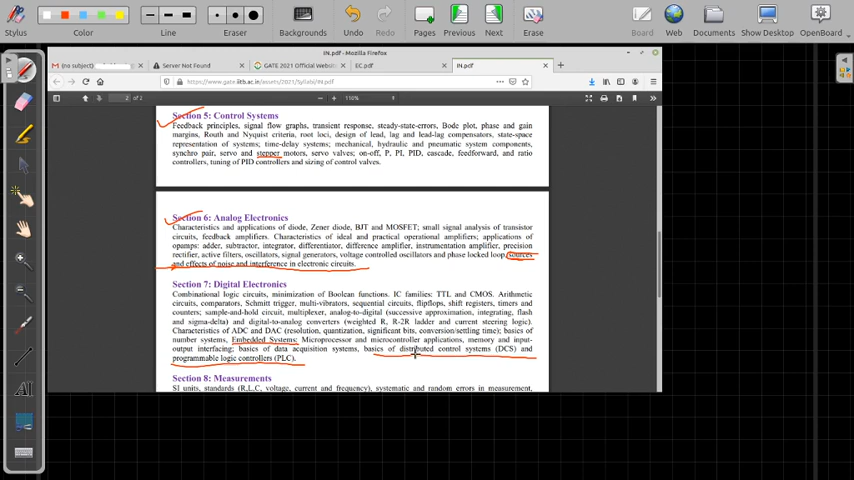 Stylus
Color
Line
Eraser
Backgrounds
Undo
Redo
Pages
Previous
Next
Erase
Web
Documents
Show Desktop
OpenBoard
IN.pdf - Mozilla Firefox
(no subject)
Server Not Found
GATE 2021 Syllabi
EC.pdf
IN.pdf
https://www.gate.iitb.ac.in/assets/2021/Syllabi/IN.pdf
2 of 2
110%
Section 5: Control Systems
Feedback principles, signal flow graphs, transient response, steady-state-errors, Bode plot, phase and gain
margins, Routh and Nyquist criteria, root loci, design of lead, lag and lead-lag compensators, state-space
representation of systems; time-delay systems; mechanical, hydraulic and pneumatic system components,
synchro pair, servo and stepper motors, servo valves; on-off, P, PI, PID, cascade, feedforward, and ratio
controllers, tuning of PID controllers and sizing of control valves.
Section 6: Analog Electronics
Characteristics and applications of diode, Zener diode, BJT and MOSFET; small signal analysis of transistor
circuits, feedback amplifiers. Characteristics of ideal and practical operational amplifiers; applications of
opamps: adder, subtractor, integrator, differentiator, difference amplifier, instrumentation amplifier, precision
rectifier, active filters, oscillators, signal generators, voltage controlled oscillators and phase locked loop, sources
and effects of noise and interference in electronic circuits.
Section 7: Digital Electronics
Combinational logic circuits, minimization of Boolean functions. IC families: TTL and CMOS. Arithmetic
circuits, comparators, Schmitt trigger, multi-vibrators, sequential circuits, flipflops, shift registers, timers and
counters; sample-and-hold circuit, multiplexer, analog-to-digital (successive approximation, integrating, flash
and sigma-delta) and digital-to-analog converters (weighted R, R-2R ladder and current steering logic).
Characteristics of ADC and DAC (resolution, quantization, significant bits, conversion/settling time); basics of
number systems, Embedded Systems: Microprocessor and microcontroller applications, memory and input-
output interfacing; basics of data acquisition systems, basics of distributed control systems (DCS) and
programmable logic controllers (PLC).
Section 8: Measurements
SI units, standards (R,L,C, voltage, current and frequency), systematic and random errors in measurement,